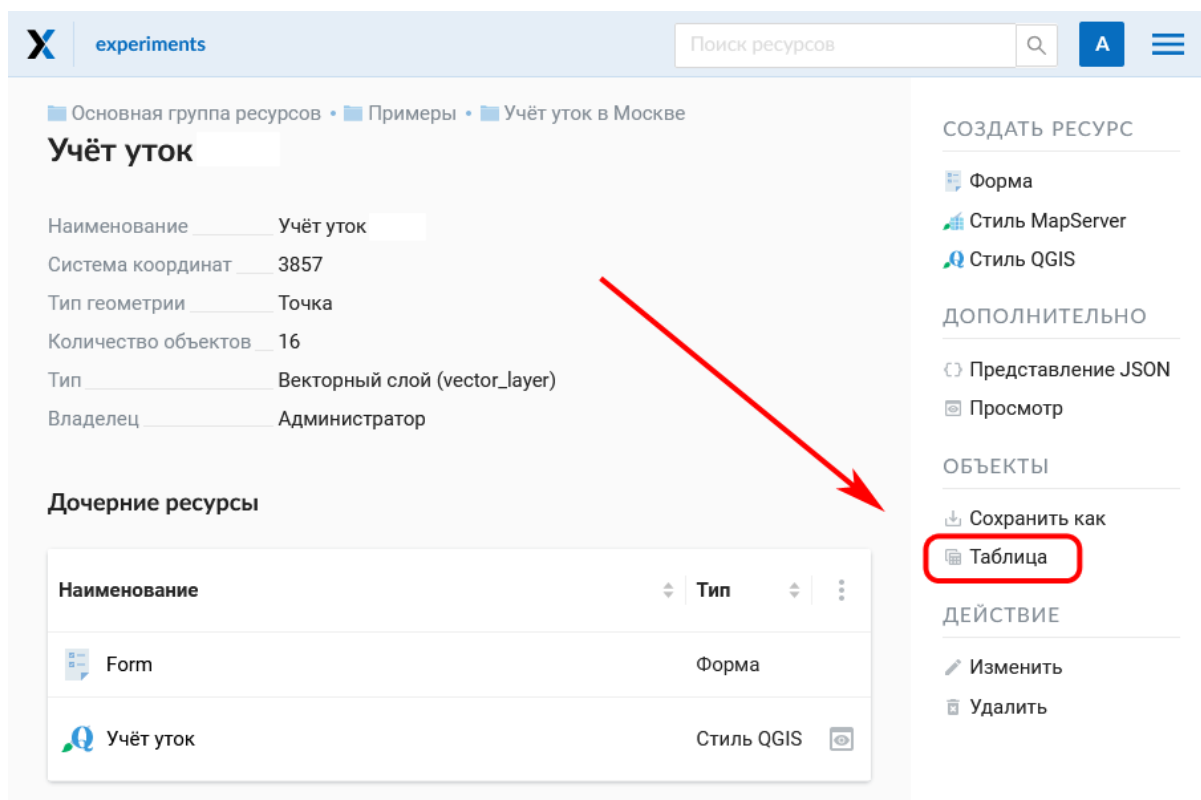 experiments
Поиск ресурсов
A
Основная группа ресурсов • Примеры • Учёт уток в Москве
Учёт уток
Наименование Учёт уток
Система координат 3857
Тип геометрии Точка
Количество объектов 16
Тип Векторный слой (vector_layer)
Владелец Администратор
Дочерние ресурсы
Наименование Тип
Form Форма
Учёт уток Стиль QGIS
СОЗДАТЬ РЕСУРС
Форма
Стиль MapServer
Стиль QGIS
ДОПОЛНИТЕЛЬНО
Представление JSON
Просмотр
ОБЪЕКТЫ
Сохранить как
Таблица
ДЕЙСТВИЕ
Изменить
Удалить